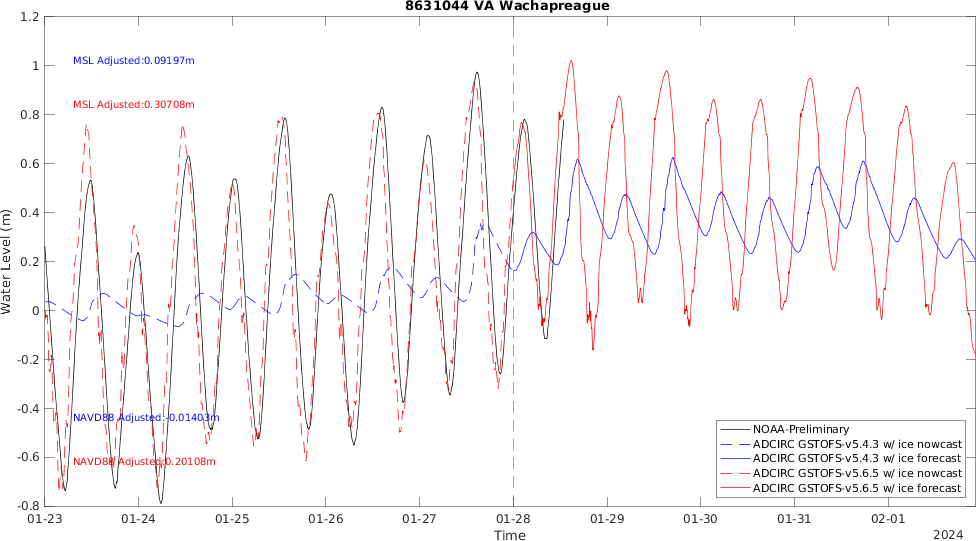 8631044 VA Wachapreague
1.2
1
0.8
0.6
0.4
0.2
0
-0.2
-0.4
-0.6
-0.8
Water Level (m)
MSL Adjusted:0.09197m
MSL Adjusted:0.30708m
NAVD88 Adjusted:-0.01403m
NAVD88 Adjusted:0.20108m
NOAA-Preliminary
ADCIRC GSTOFS-v5.4.3 w/ ice nowcast
ADCIRC GSTOFS-v5.4.3 w/ ice forecast
ADCIRC GSTOFS-v5.6.5 w/ ice nowcast
ADCIRC GSTOFS-v5.6.5 w/ ice forecast
01-23 01-24 01-25 01-26 01-27 01-28 01-29 01-30 01-31 02-01
Time
2024